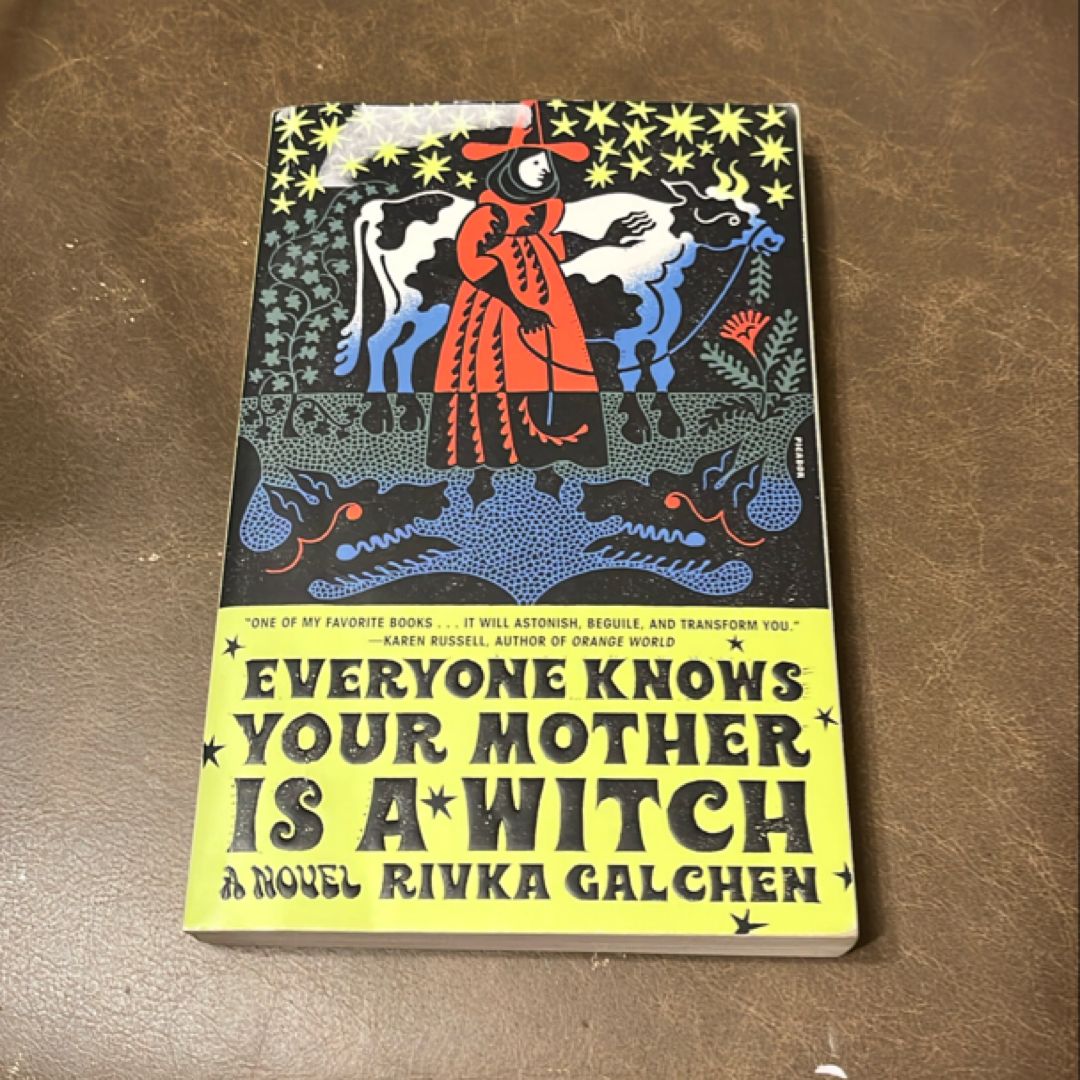 PICADOR
"ONE OF MY FAVORITE BOOKS . . . IT WILL ASTONISH, BEGUILE, AND TRANSFORM YOU."
—KAREN RUSSELL, AUTHOR OF ORANGE WORLD
EVERYONE KNOWS
YOUR MOTHER
IS A WITCH
A NOVEL RIVKA GALCHEN